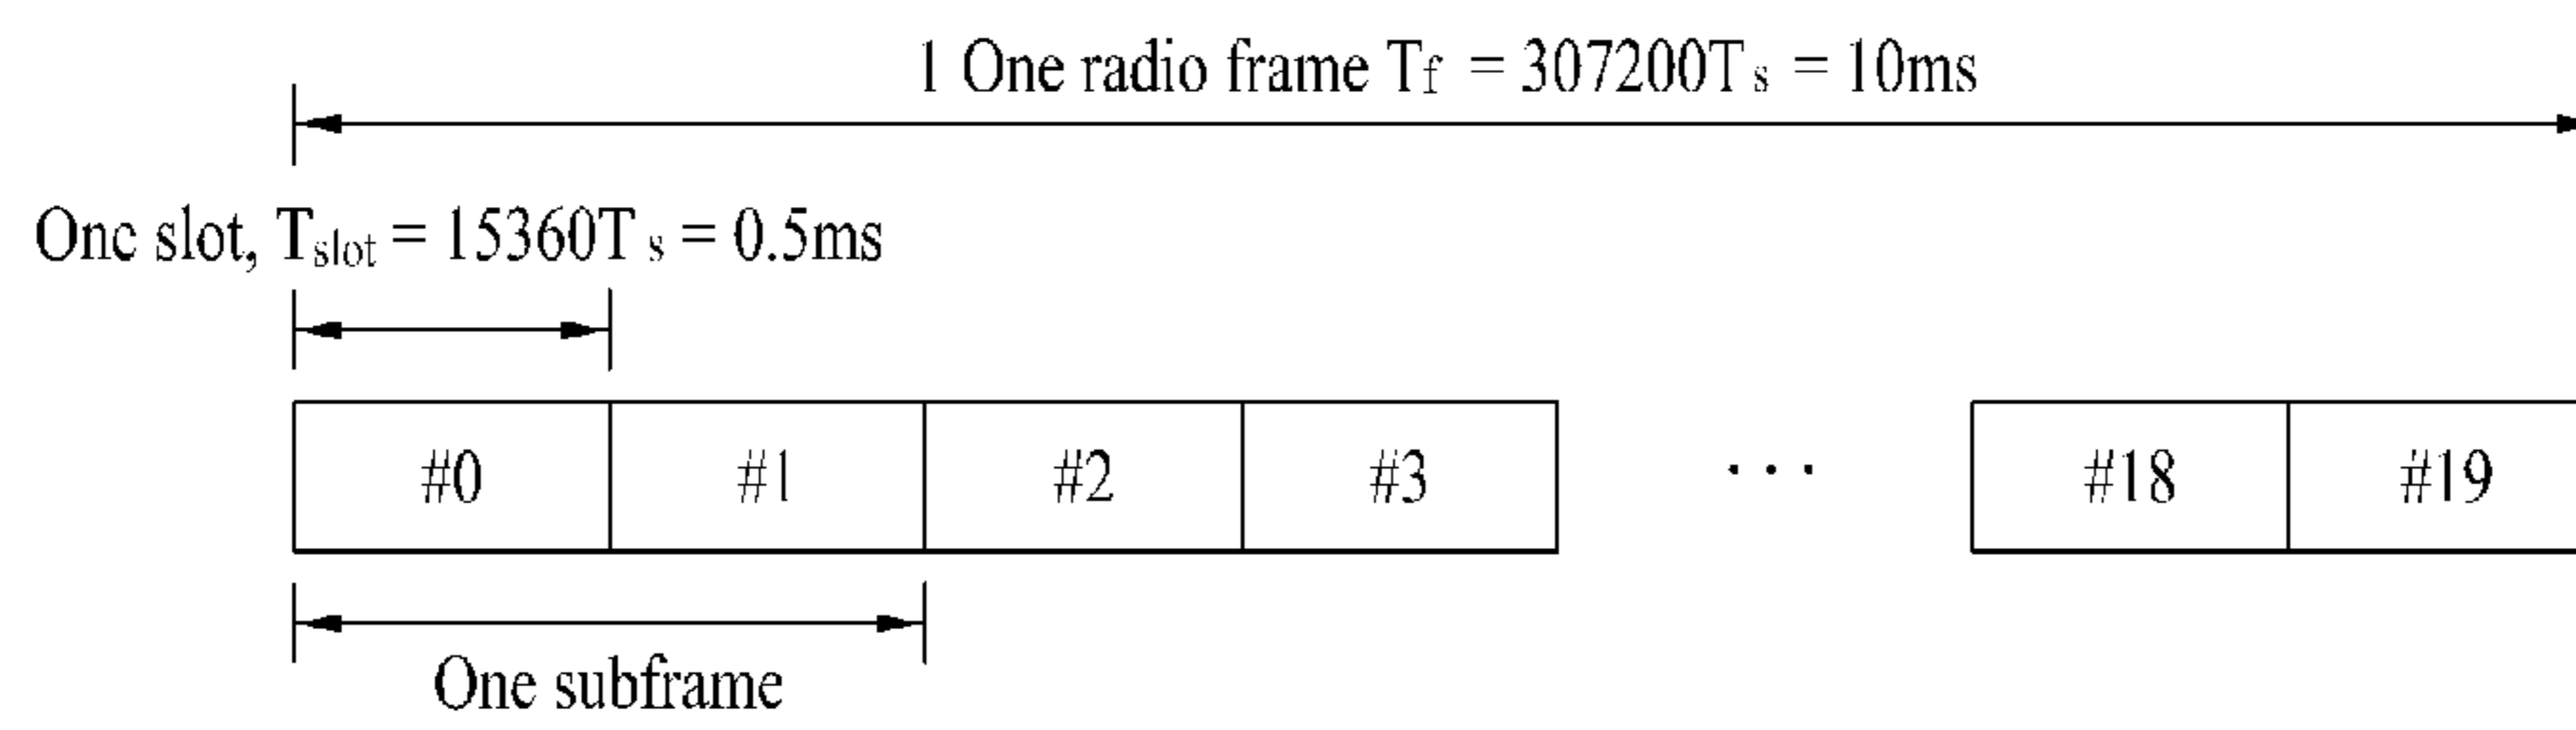 1 One radio frame Tf = 307200Ts = 10ms
One slot, Tslot = 15360Ts = 0.5ms
#0 #1 #2 #3 ··· #18 #19
One subframe